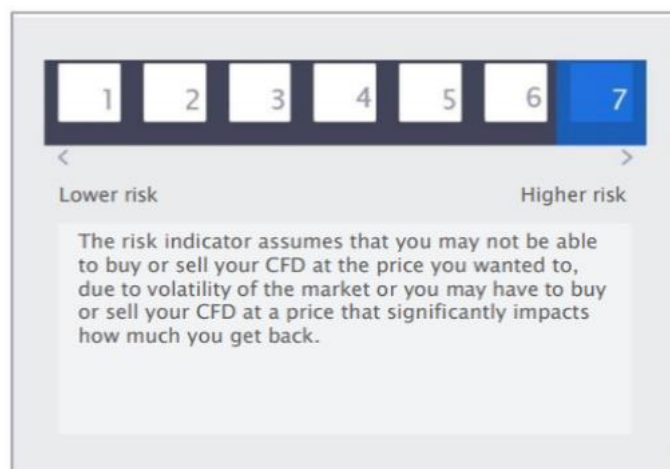 1 2 3 4 5 6 7
< >
Lower risk Higher risk
The risk indicator assumes that you may not be able
to buy or sell your CFD at the price you wanted to,
due to volatility of the market or you may have to buy
or sell your CFD at a price that significantly impacts
how much you get back.